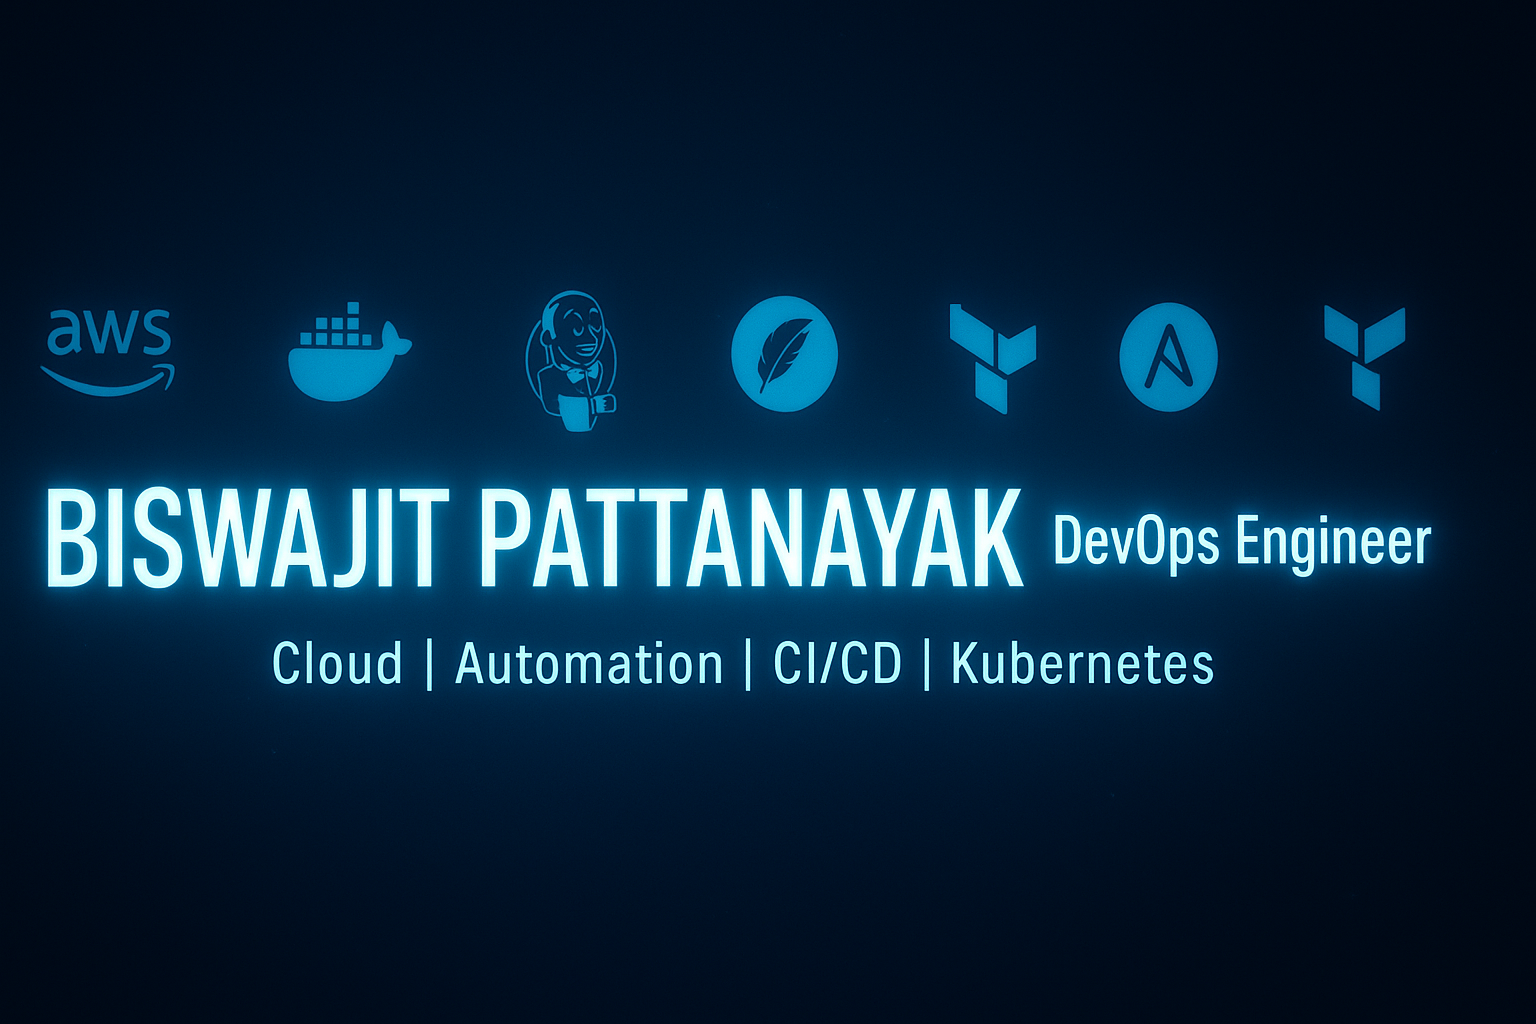 aws
BISWAJIT PATTANAYAK DevOps Engineer
Cloud | Automation | CI/CD | Kubernetes